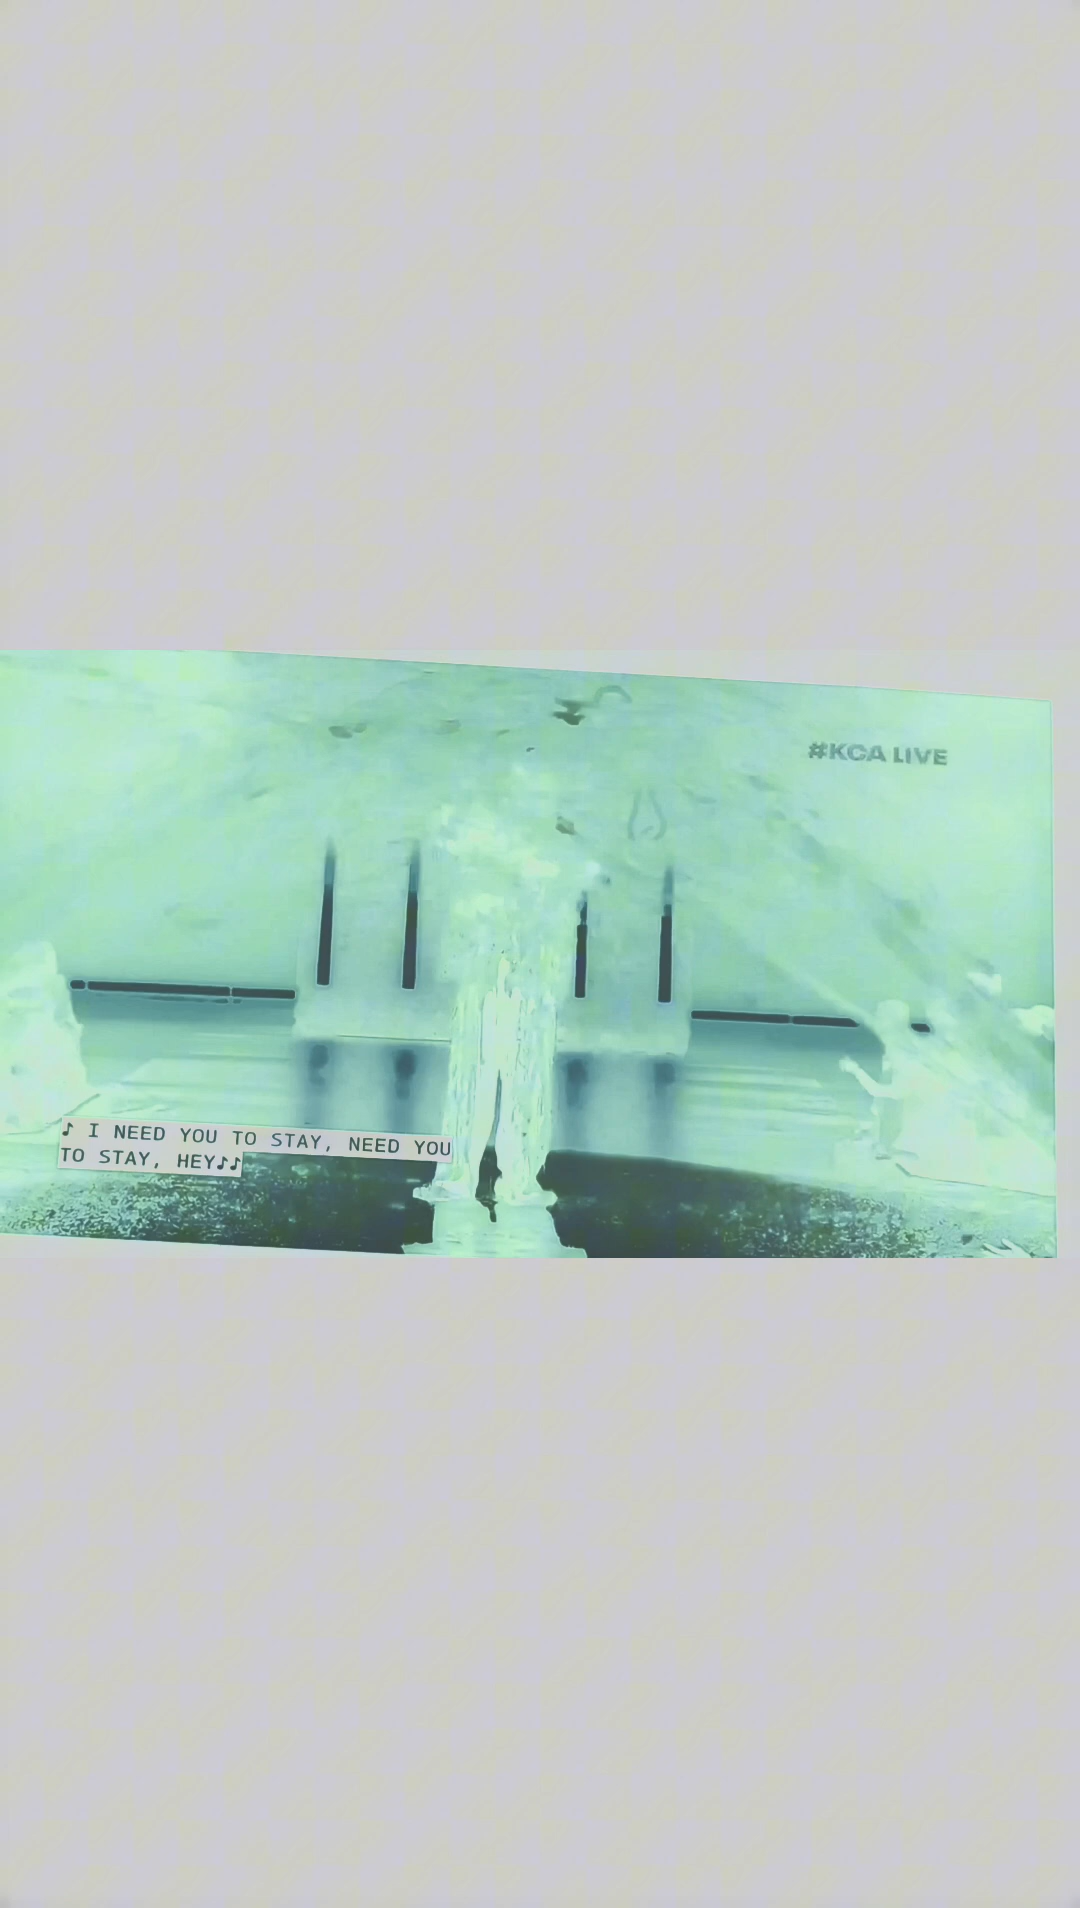 #KCA LIVE
♪ I NEED YOU TO STAY, NEED YOU
TO STAY, HEY♪♪